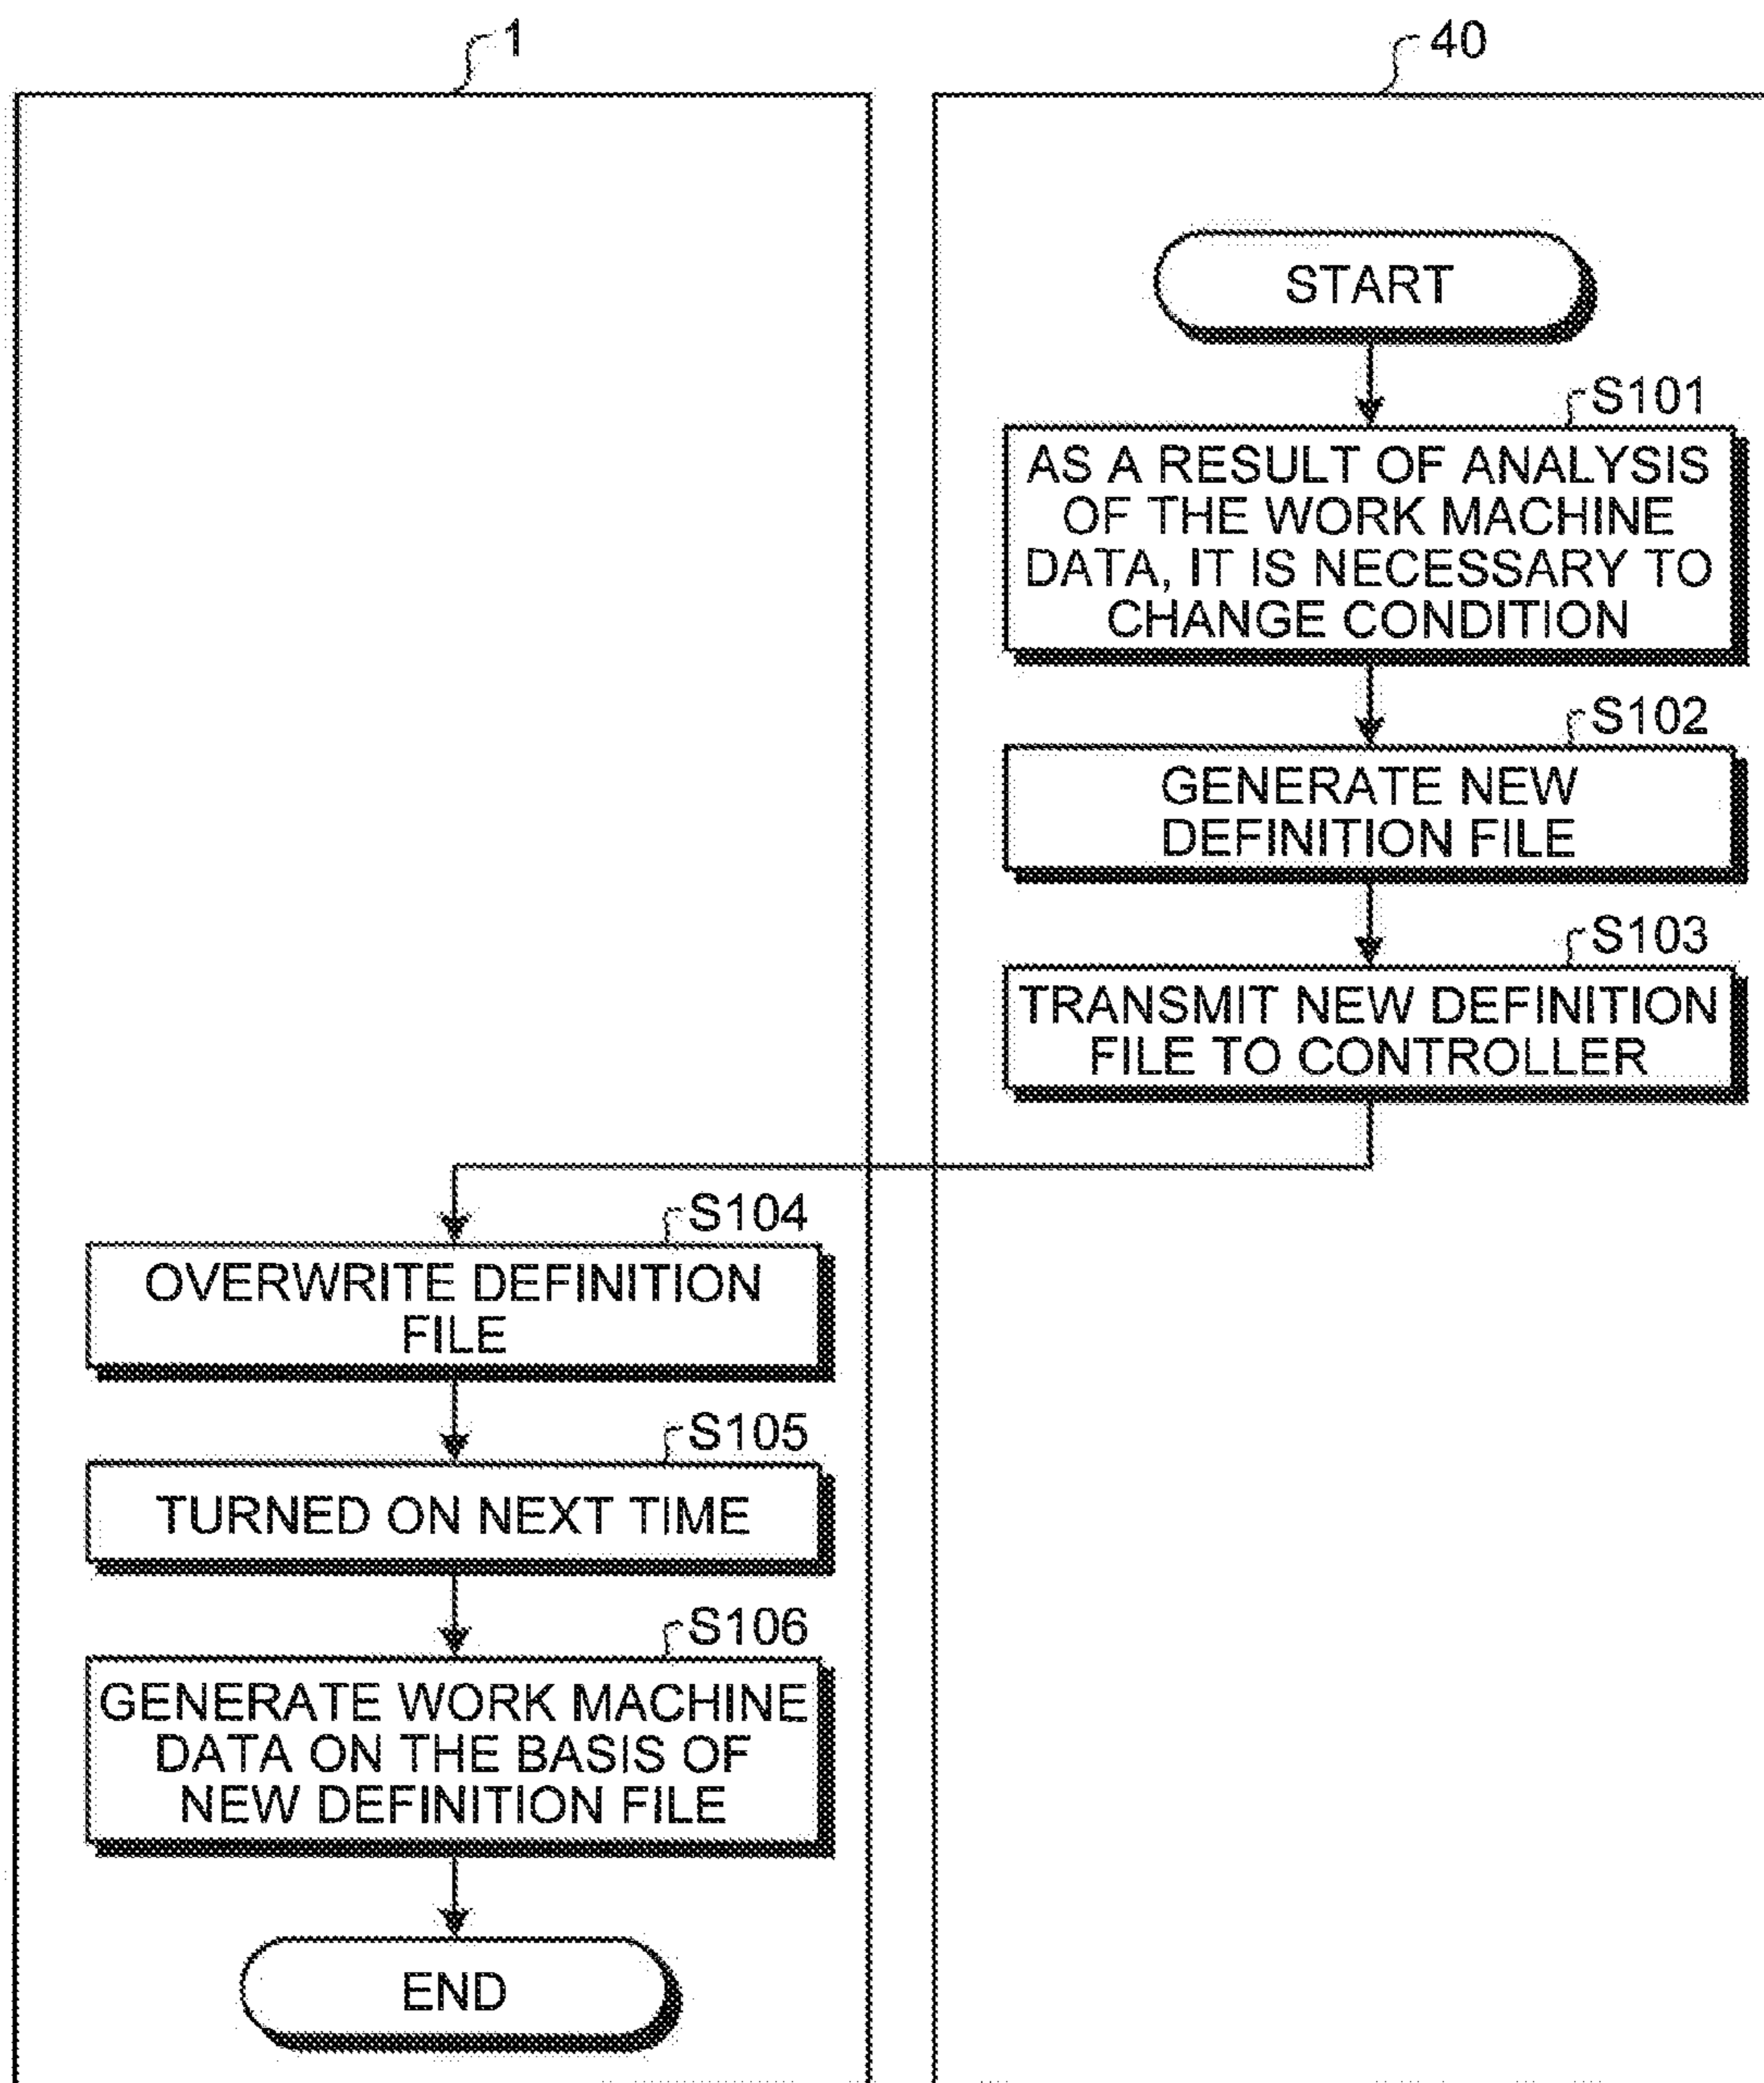 1
40
START
S101
AS A RESULT OF ANALYSIS
OF THE WORK MACHINE
DATA, IT IS NECESSARY TO
CHANGE CONDITION
S102
GENERATE NEW
DEFINITION FILE
S103
TRANSMIT NEW DEFINITION
FILE TO CONTROLLER
S104
OVERWRITE DEFINITION
FILE
S105
TURNED ON NEXT TIME
S106
GENERATE WORK MACHINE
DATA ON THE BASIS OF
NEW DEFINITION FILE
END